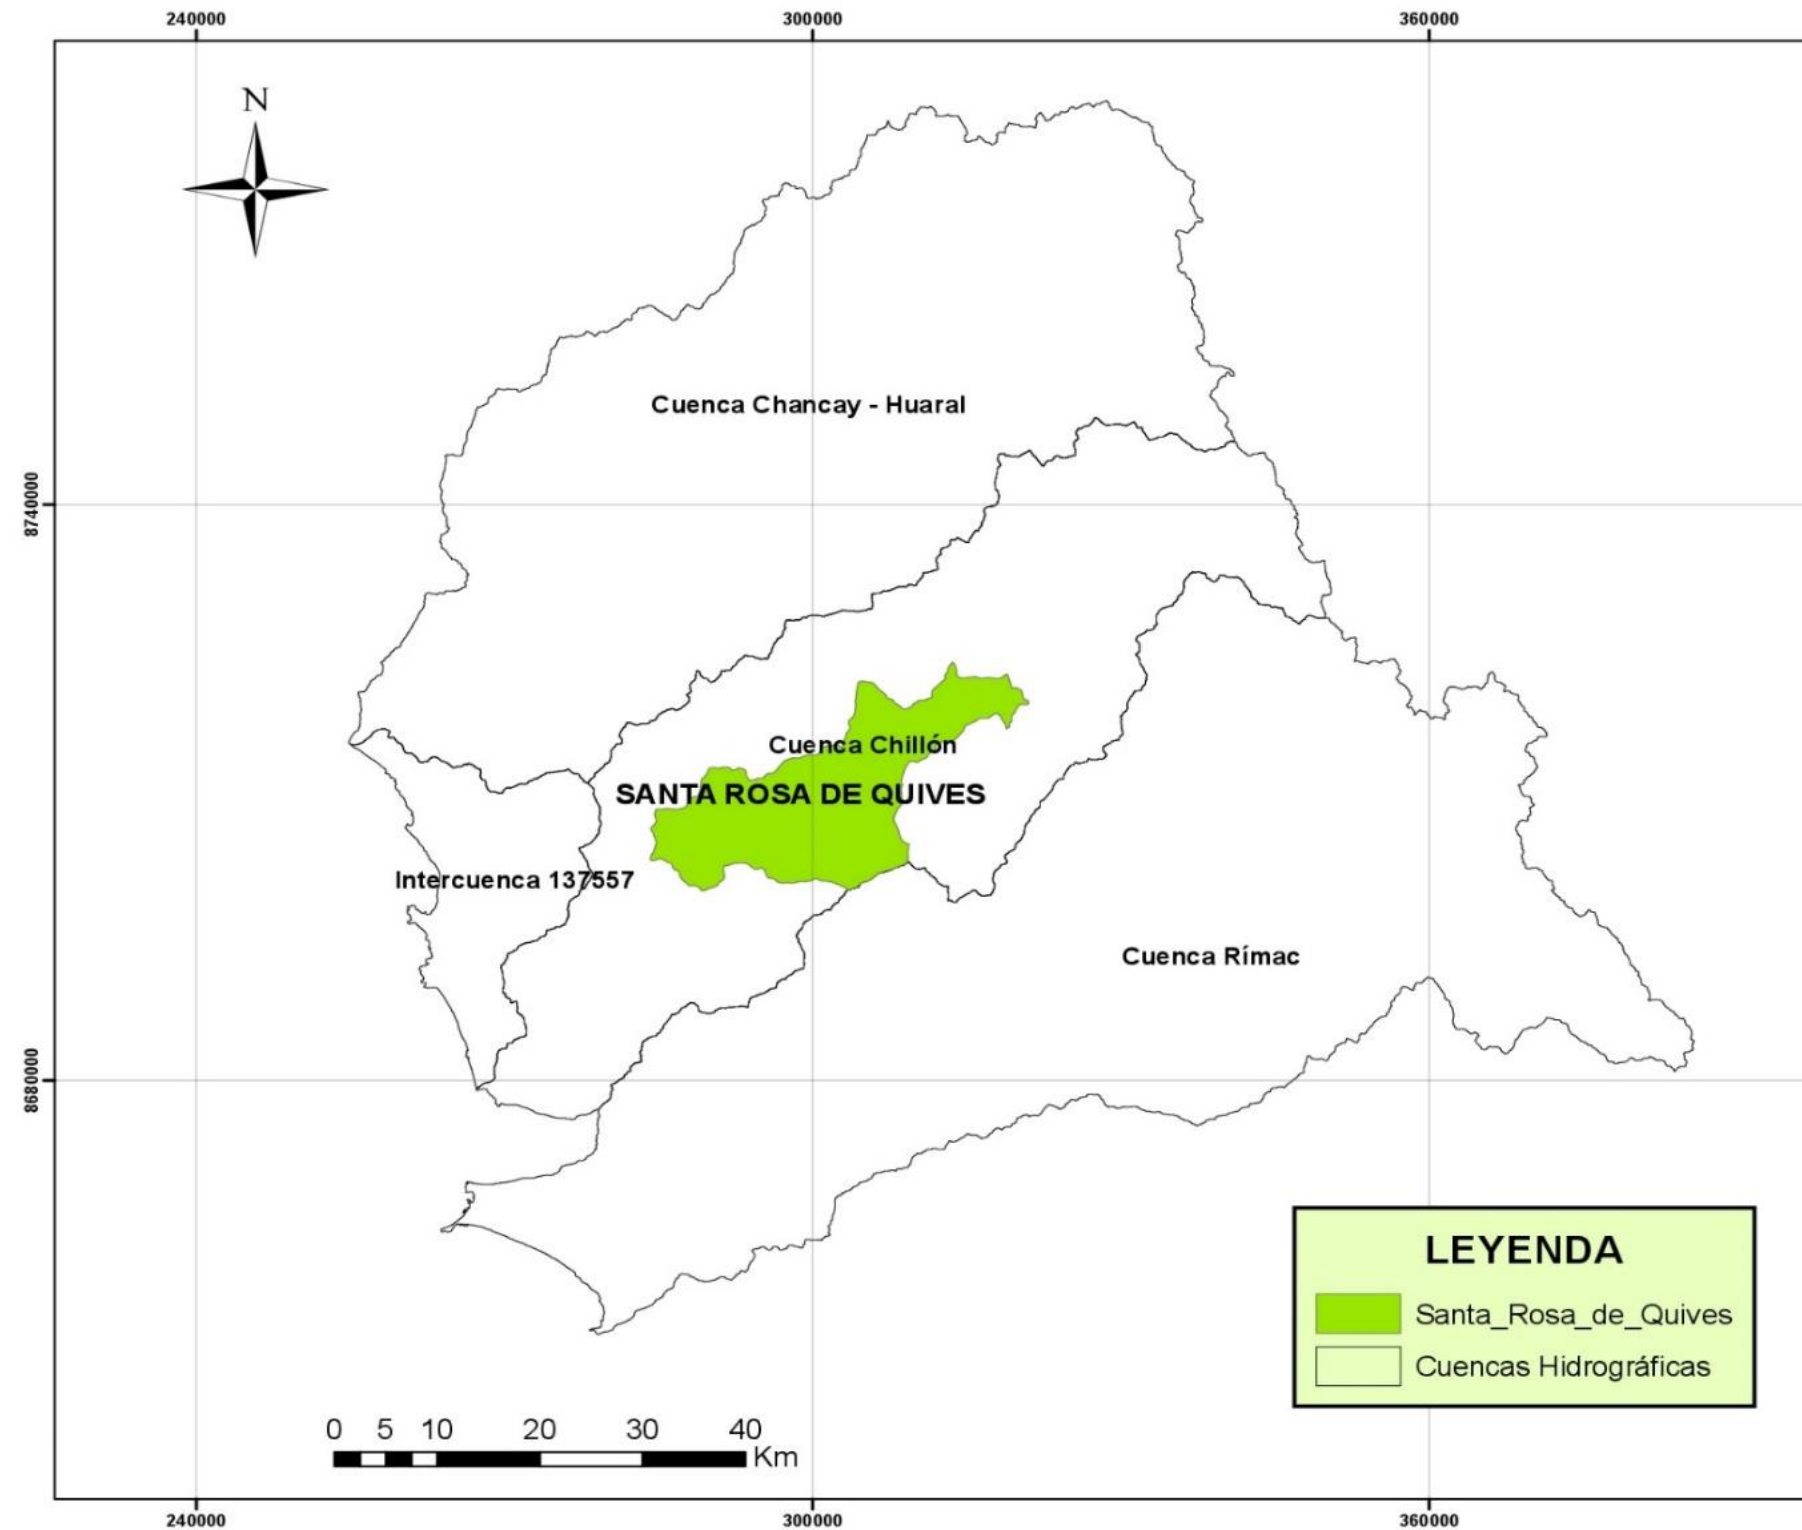 240000 300000 360000
N
Cuenca Chancay - Huaral
8740000
Cuenca Chillón
SANTA ROSA DE QUIVES
Intercuenca 137557
Cuenca Rímac
8680000
LEYENDA
Santa_Rosa_de_Quives
Cuencas Hidrográficas
0 5 10 20 30 40
Km
240000 300000 360000